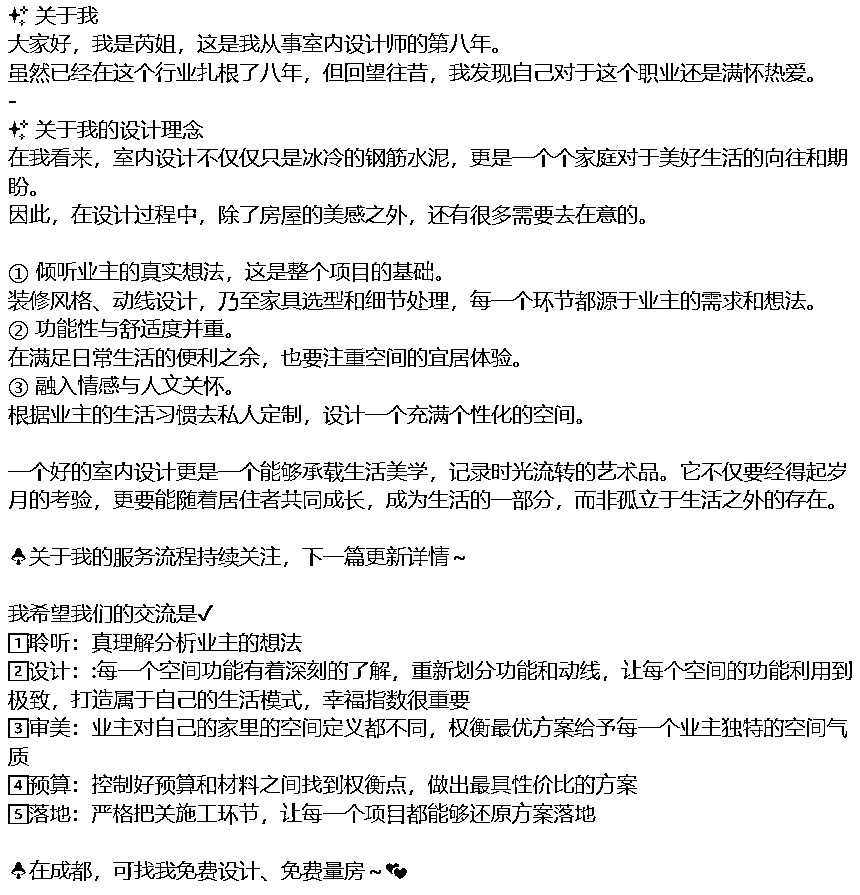 ✨ 关于我
大家好，我是芮姐，这是我从事室内设计师的第八年。
虽然已经在这个行业扎根了八年，但回望往昔，我发现自己对于这个职业还是满怀热爱。
-
✨ 关于我的设计理念
在我看来，室内设计不仅仅只是冰冷的钢筋水泥，更是一个个家庭对于美好生活的向往和期
盼。
因此，在设计过程中，除了房屋的美感之外，还有很多需要去在意的。
① 倾听业主的真实想法，这是整个项目的基础。
装修风格、动线设计，乃至家具选型和细节处理，每一个环节都源于业主的需求和想法。
② 功能性与舒适度并重。
在满足日常生活的便利之余，也要注重空间的宜居体验。
③ 融入情感与人文关怀。
根据业主的生活习惯去私人定制，设计一个充满个性化的空间。
一个好的室内设计更是一个能够承载生活美学，记录时光流转的艺术品。它不仅要经得起岁
月的考验，更要能随着居住者共同成长，成为生活的一部分，而非孤立于生活之外的存在。
♠关于我的服务流程持续关注，下一篇更新详情~
我希望我们的交流是✓
1️⃣聆听：真理解分析业主的想法
2️⃣设计：:每一个空间功能有着深刻的了解，重新划分功能和动线，让每个空间的功能利用到
极致，打造属于自己的生活模式，幸福指数很重要
3️⃣审美：业主对自己的家里的空间定义都不同，权衡最优方案给予每一个业主独特的空间气
质
4️⃣预算：控制好预算和材料之间找到权衡点，做出最具性价比的方案
5️⃣落地：严格把关施工环节，让每一个项目都能够还原方案落地
♠在成都，可找我免费设计、免费量房~💕